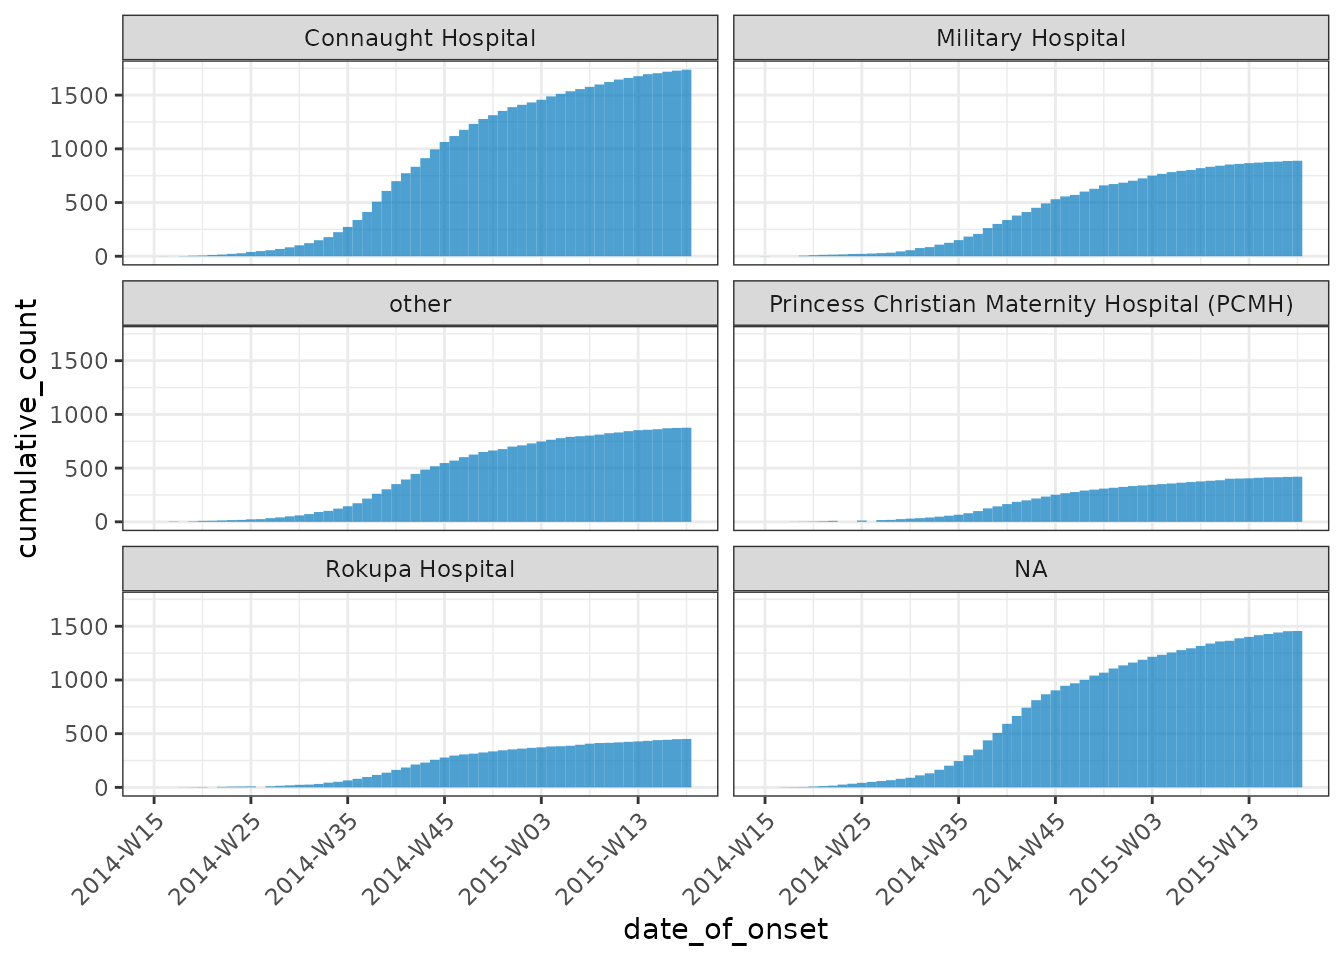 Connaught Hospital
Military Hospital
1500
1000
500
0
other
Princess Christian Maternity Hospital (PCMH)
1500
1000
500
0
Rokupa Hospital
NA
1500
1000
500
0
cumulative_count
2014-W15
2014-W25
2014-W35
2014-W45
2015-W03
2015-W13
2014-W15
2014-W25
2014-W35
2014-W45
2015-W03
2015-W13
date_of_onset